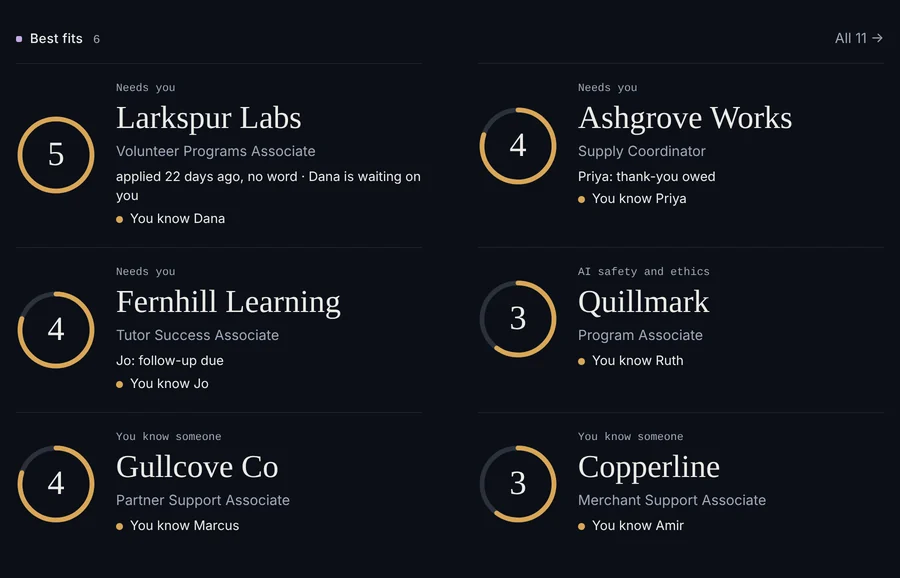 Best fits 6
All 11 →
Needs you
5
Larkspur Labs
Volunteer Programs Associate
applied 22 days ago, no word · Dana is waiting on
you
You know Dana
Needs you
4
Ashgrove Works
Supply Coordinator
Priya: thank-you owed
You know Priya
Needs you
4
Fernhill Learning
Tutor Success Associate
Jo: follow-up due
You know Jo
AI safety and ethics
3
Quillmark
Program Associate
You know Ruth
You know someone
4
Gullcove Co
Partner Support Associate
You know Marcus
You know someone
3
Copperline
Merchant Support Associate
You know Amir